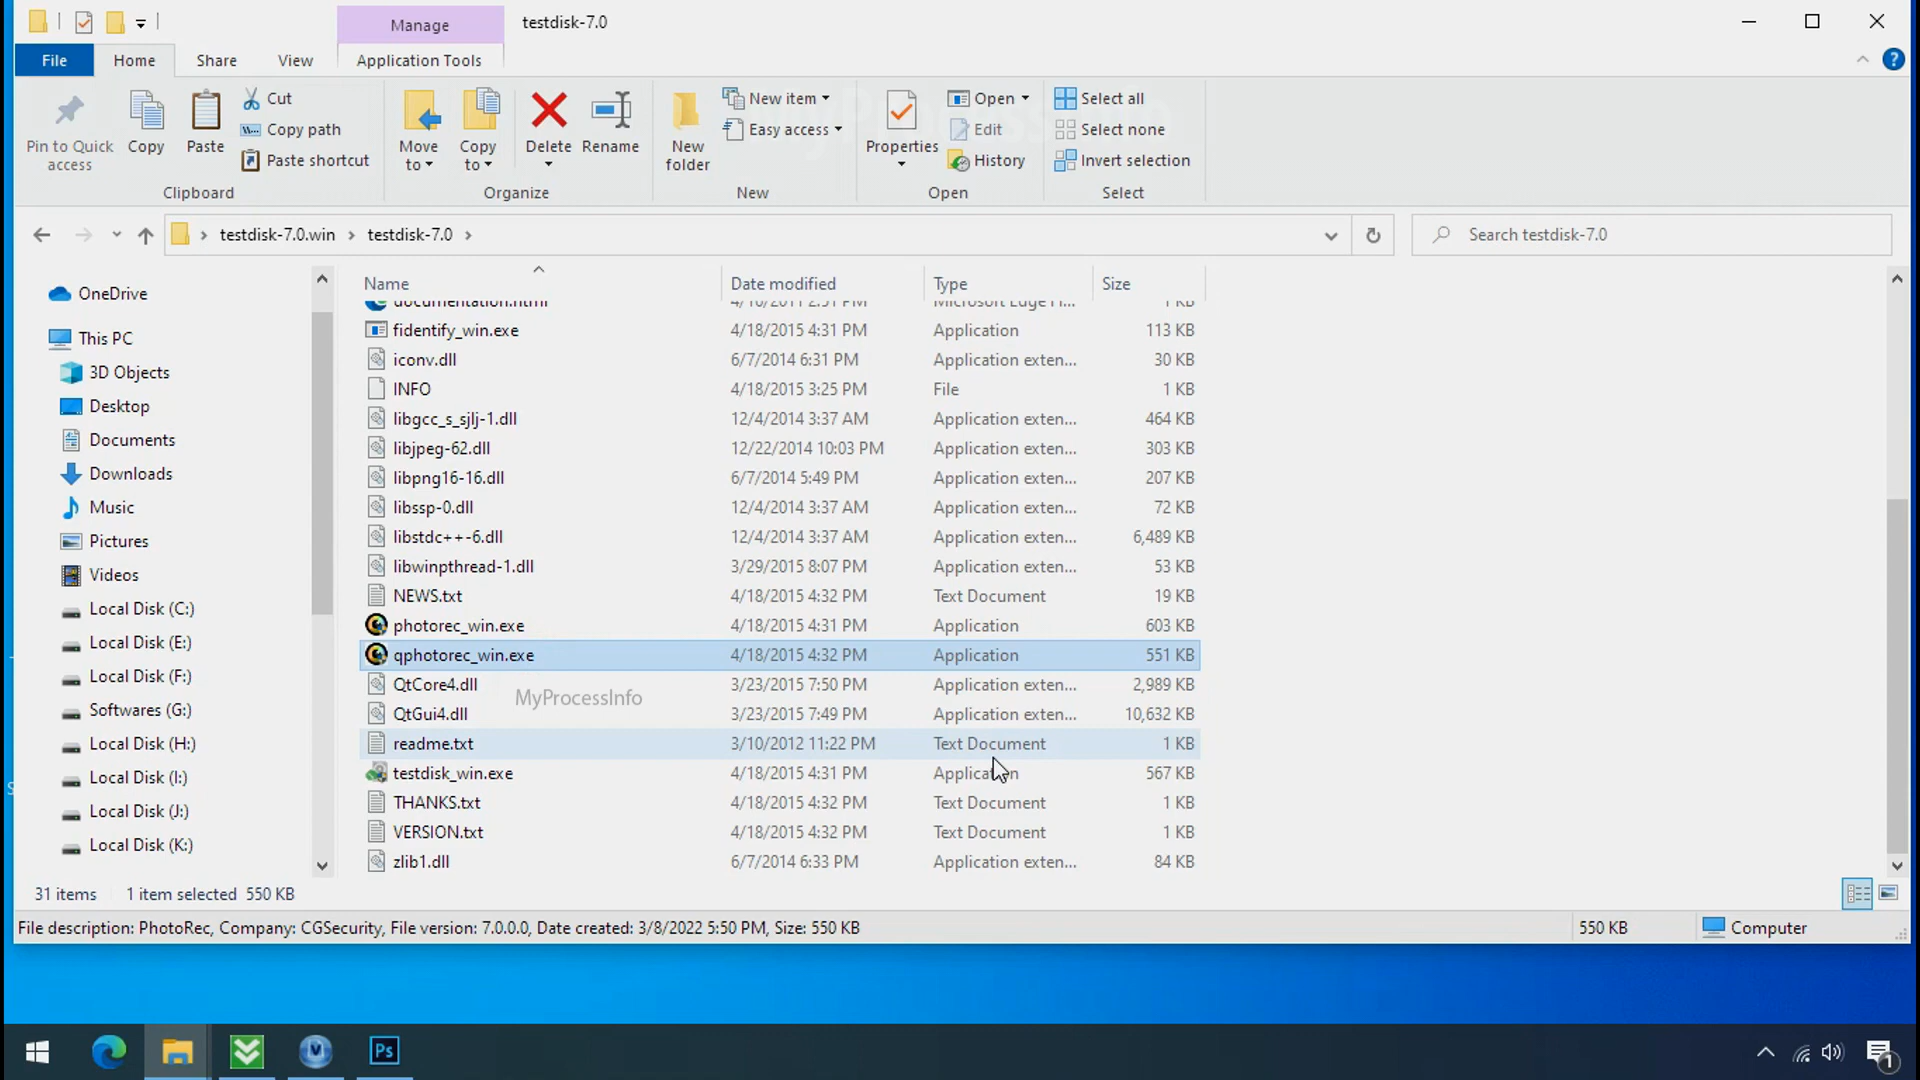 Manage
testdisk-7.0
File
Home
Share
View
Application Tools
Pin to Quick access
Copy
Paste
Cut
Copy path
Paste shortcut
Clipboard
Move to
Copy to
Delete
Rename
Organize
New folder
New item
Easy access
New
Properties
Open
Edit
History
Open
Select all
Select none
Invert selection
Select
MyProcessInfo
testdisk-7.0.win
testdisk-7.0
Search testdisk-7.0
OneDrive
This PC
3D Objects
Desktop
Documents
Downloads
Music
Pictures
Videos
Local Disk (C:)
Local Disk (E:)
Local Disk (F:)
Softwares (G:)
Local Disk (H:)
Local Disk (I:)
Local Disk (J:)
Local Disk (K:)
Name Date modified Type Size
documentation.html 4/16/2011 2:51 PM Microsoft Edge H... 1 KB
fidentify_win.exe 4/18/2015 4:31 PM Application 113 KB
iconv.dll 6/7/2014 6:31 PM Application exten... 30 KB
INFO 4/18/2015 3:25 PM File 1 KB
libgcc_s_sjlj-1.dll 12/4/2014 3:37 AM Application exten... 464 KB
libjpeg-62.dll 12/22/2014 10:03 PM Application exten... 303 KB
libpng16-16.dll 6/7/2014 5:49 PM Application exten... 207 KB
libssp-0.dll 12/4/2014 3:37 AM Application exten... 72 KB
libstdc++-6.dll 12/4/2014 3:37 AM Application exten... 6,489 KB
libwinpthread-1.dll 3/29/2015 8:07 PM Application exten... 53 KB
NEWS.txt 4/18/2015 4:32 PM Text Document 19 KB
photorec_win.exe 4/18/2015 4:31 PM Application 603 KB
qphotorec_win.exe 4/18/2015 4:32 PM Application 551 KB
QtCore4.dll 3/23/2015 7:50 PM Application exten... 2,989 KB
MyProcessInfo
QtGui4.dll 3/23/2015 7:49 PM Application exten... 10,632 KB
readme.txt 3/10/2012 11:22 PM Text Document 1 KB
testdisk_win.exe 4/18/2015 4:31 PM Application 567 KB
THANKS.txt 4/18/2015 4:32 PM Text Document 1 KB
VERSION.txt 4/18/2015 4:32 PM Text Document 1 KB
zlib1.dll 6/7/2014 6:33 PM Application exten... 84 KB
31 items 1 item selected 550 KB
File description: PhotoRec, Company: CGSecurity, File version: 7.0.0.0, Date created: 3/8/2022 5:50 PM, Size: 550 KB
550 KB
Computer
Ps
1